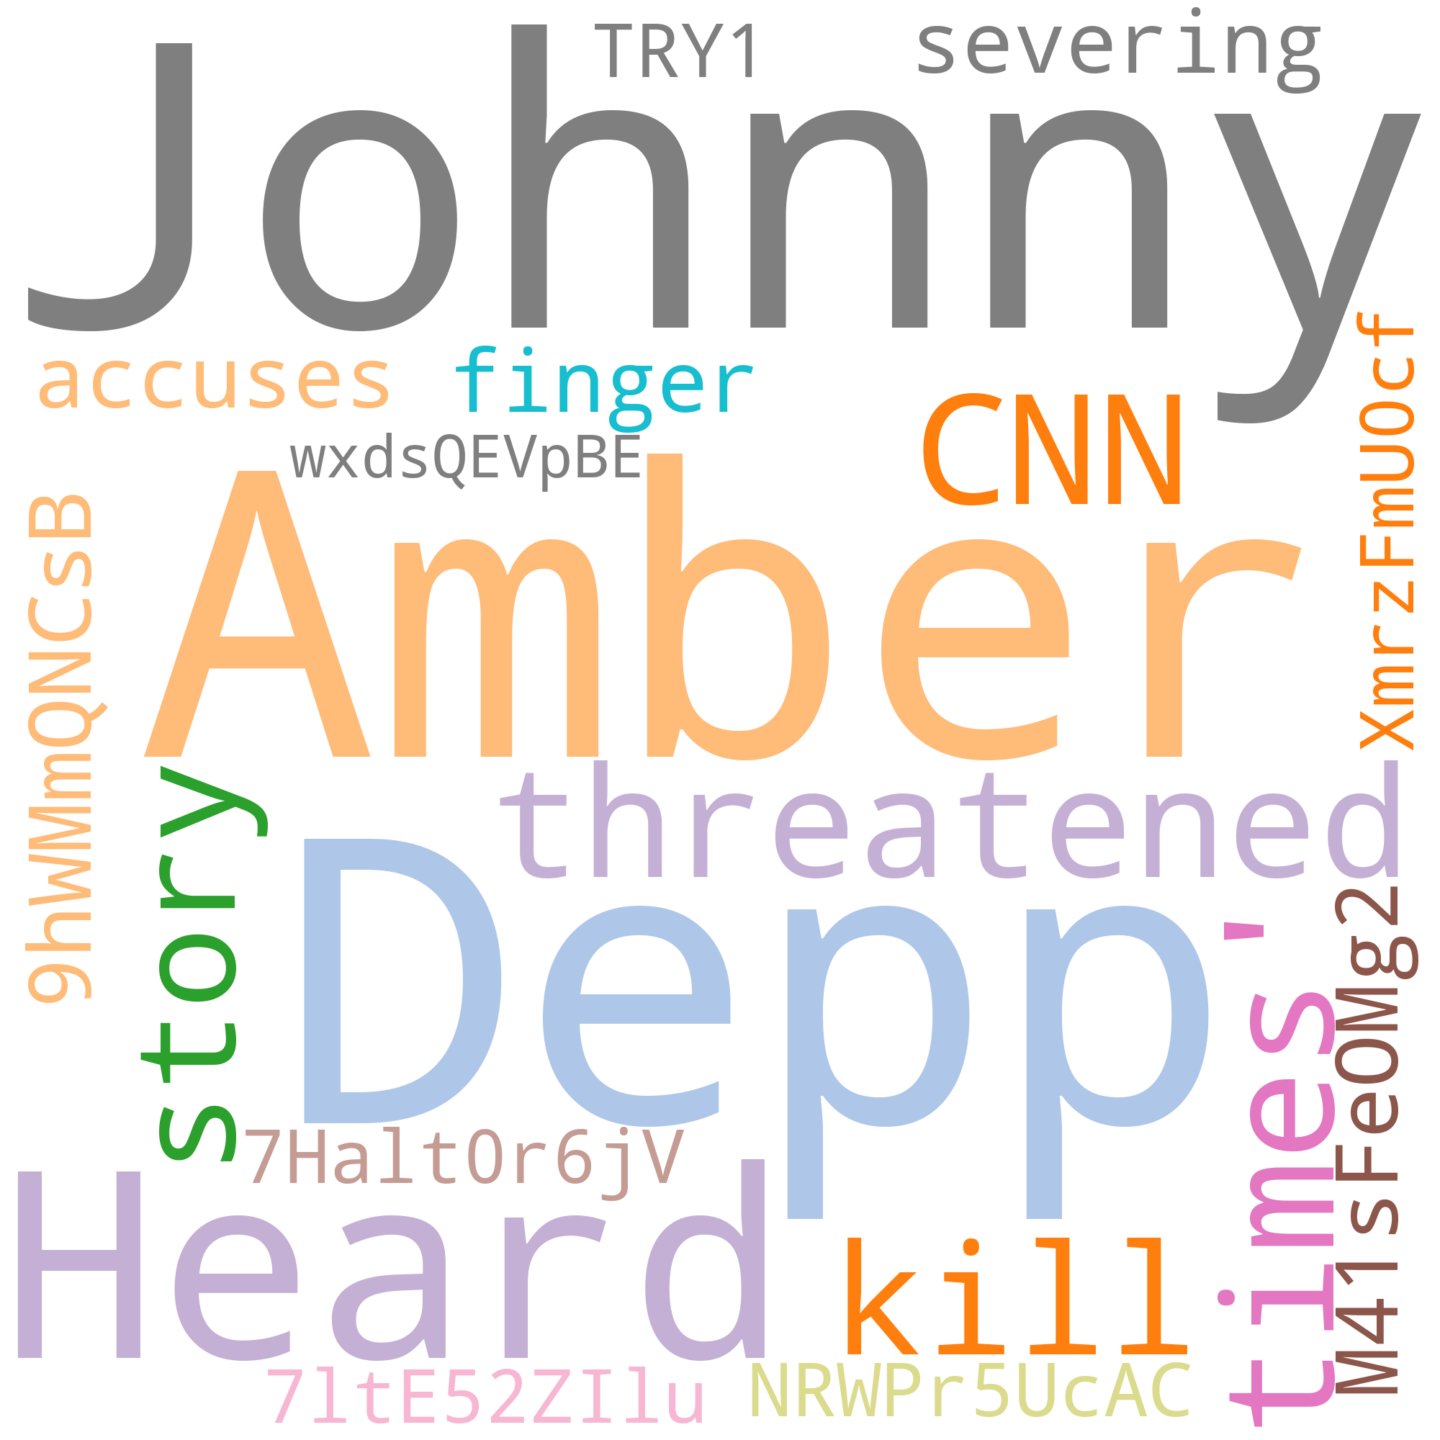 TRY1
severing
Johnny
accuses
finger
CNN
XmrzFmU0cf
wxdsQEVpBE
Amber
9hWMmQNCsB
threatened
story
Depp
times'
M41sFeOMg2
7Halt0r6jV
Heard
kill
7ltE52ZIlu
NRWPr5UcAC